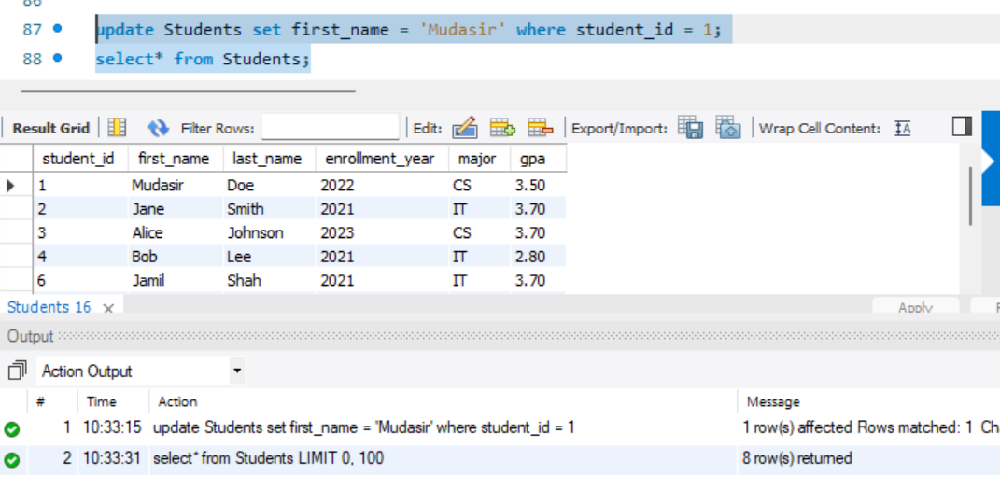 86
87 update Students set first_name = 'Mudasir' where student_id = 1;
88 select* from Students;
Result Grid Filter Rows: Edit: Export/Import: Wrap Cell Content: IA
student_id first_name last_name enrollment_year major gpa
1 Mudasir Doe 2022 CS 3.50
2 Jane Smith 2021 IT 3.70
3 Alice Johnson 2023 CS 3.70
4 Bob Lee 2021 IT 2.80
6 Jamil Shah 2021 IT 3.70
Students 16 Apply
Output
Action Output
# Time Action Message
1 10:33:15 update Students set first_name = 'Mudasir' where student_id = 1 1 row(s) affected Rows matched: 1 Ch
2 10:33:31 select* from Students LIMIT 0, 100 8 row(s) returned